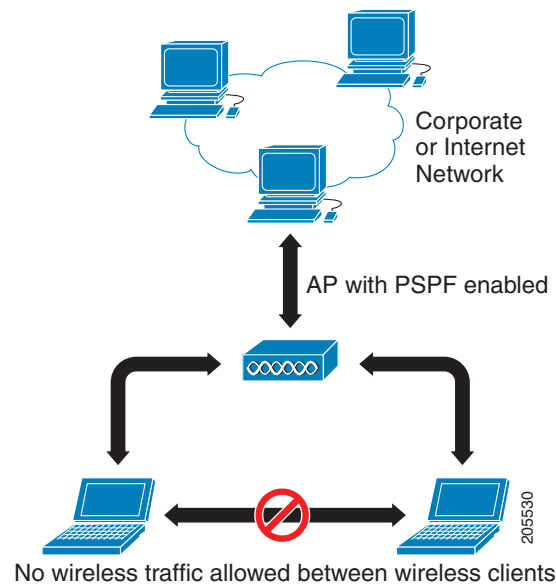 Corporate
or Internet
Network
AP with PSPF enabled
205530
No wireless traffic allowed between wireless clients